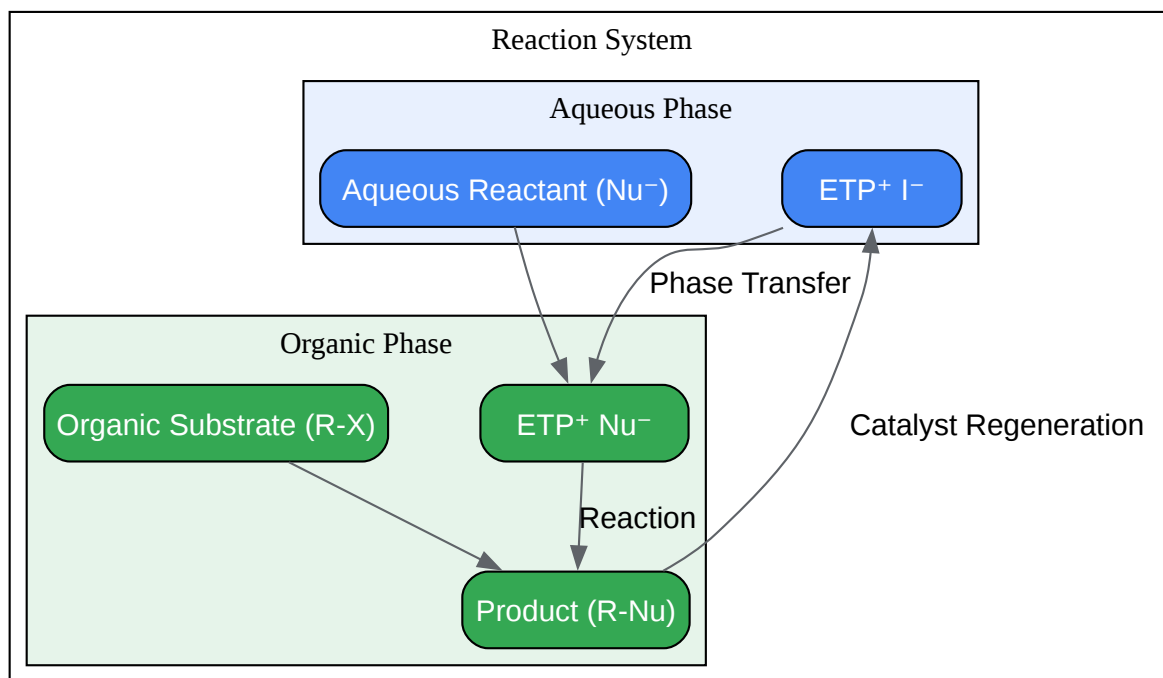 Reaction System
Aqueous Phase
Aqueous Reactant (Nu⁻)
ETP⁺ I⁻
Phase Transfer
Organic Phase
Organic Substrate (R-X)
ETP⁺ Nu⁻
Catalyst Regeneration
Reaction
Product (R-Nu)